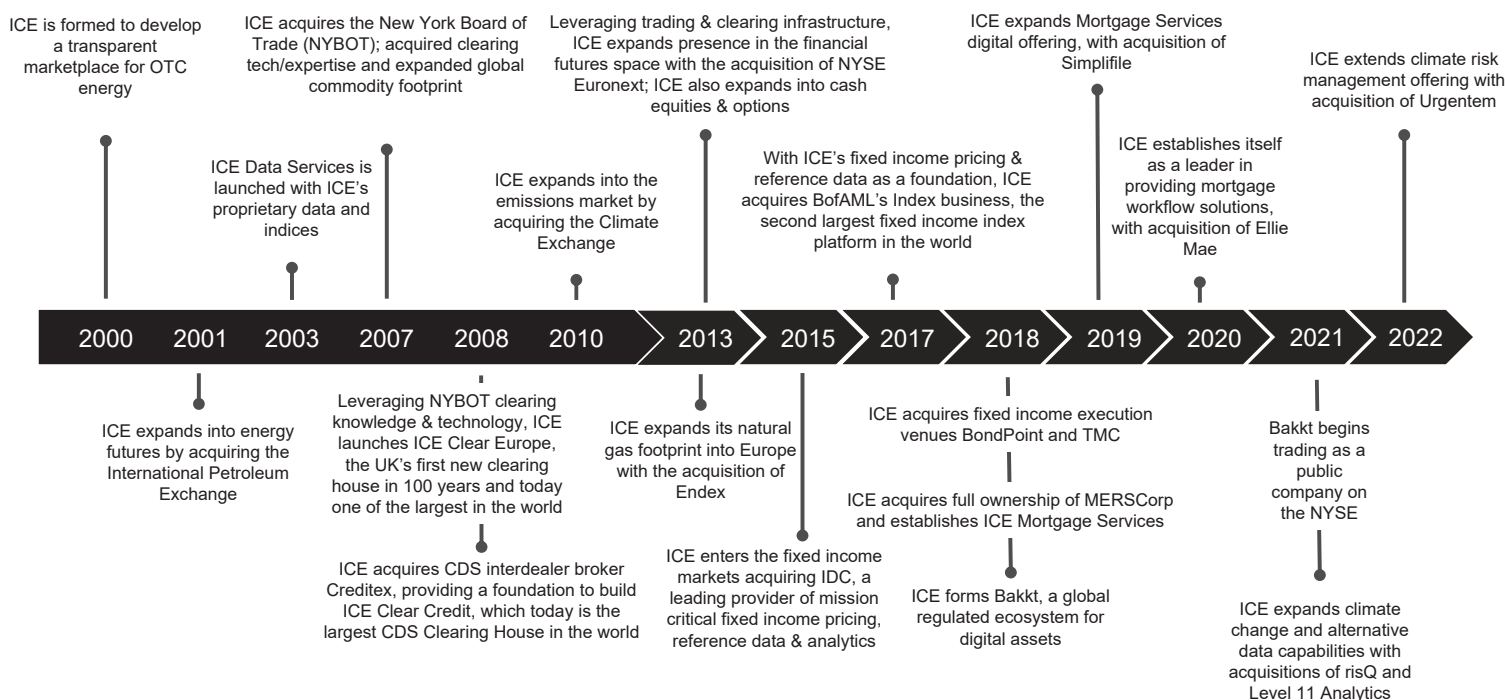 ICE is formed to develop
a transparent
marketplace for OTC
energy
ICE acquires the New York Board of
Trade (NYBOT); acquired clearing
tech/expertise and expanded global
commodity footprint
Leveraging trading & clearing infrastructure,
ICE expands presence in the financial
futures space with the acquisition of NYSE
Euronext; ICE also expands into cash
equities & options
ICE expands Mortgage Services
digital offering, with acquisition of
Simplifile
ICE extends climate risk
management offering with
acquisition of Urgentem
ICE Data Services is
launched with ICE’s
proprietary data and
indices
ICE expands into the
emissions market by
acquiring the Climate
Exchange
With ICE’s fixed income pricing &
reference data as a foundation, ICE
acquires BofAML’s Index business, the
second largest fixed income index
platform in the world
ICE establishes itself
as a leader in
providing mortgage
workflow solutions,
with acquisition of Ellie
Mae
2000 2001 2003 2007 2008 2010 2013 2015 2017 2018 2019 2020 2021 2022
ICE expands into energy
futures by acquiring the
International Petroleum
Exchange
Leveraging NYBOT clearing
knowledge & technology, ICE
launches ICE Clear Europe,
the UK’s first new clearing
house in 100 years and today
one of the largest in the world
ICE acquires CDS interdealer broker
Creditex, providing a foundation to build
ICE Clear Credit, which today is the
largest CDS Clearing House in the world
ICE expands its natural
gas footprint into Europe
with the acquisition of
Endex
ICE enters the fixed income
markets acquiring IDC, a
leading provider of mission
critical fixed income pricing,
reference data & analytics
ICE acquires fixed income execution
venues BondPoint and TMC
ICE acquires full ownership of MERSCorp
and establishes ICE Mortgage Services
ICE forms Bakkt, a global
regulated ecosystem for
digital assets
Bakkt begins
trading as a
public
company on
the NYSE
ICE expands climate
change and alternative
data capabilities with
acquisitions of risQ and
Level 11 Analytics